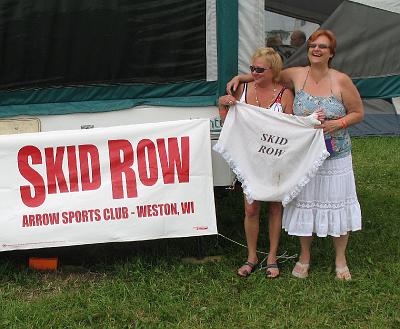 SKID ROW
ARROW SPORTS CLUB - WESTON, WI
SKID
ROW